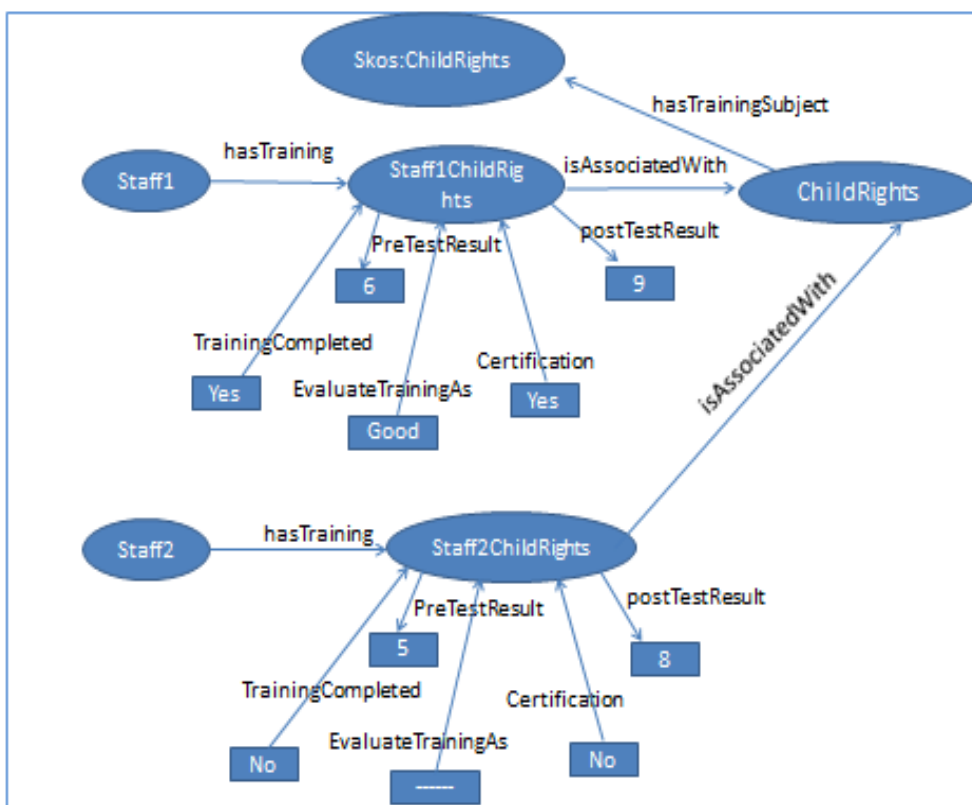 Skos:ChildRights
hasTrainingSubject
hasTraining
isAssociatedWith
Staff1
Staff1ChildRig
hts
ChildRights
PreTestResult
postTestResult
6
9
TrainingCompleted
Certification
EvaluateTrainingAs
Yes
Yes
Good
isAssociatedWith
hasTraining
Staff2
Staff2ChildRights
PreTestResult
postTestResult
5
8
TrainingCompleted
Certification
EvaluateTrainingAs
No
No
------